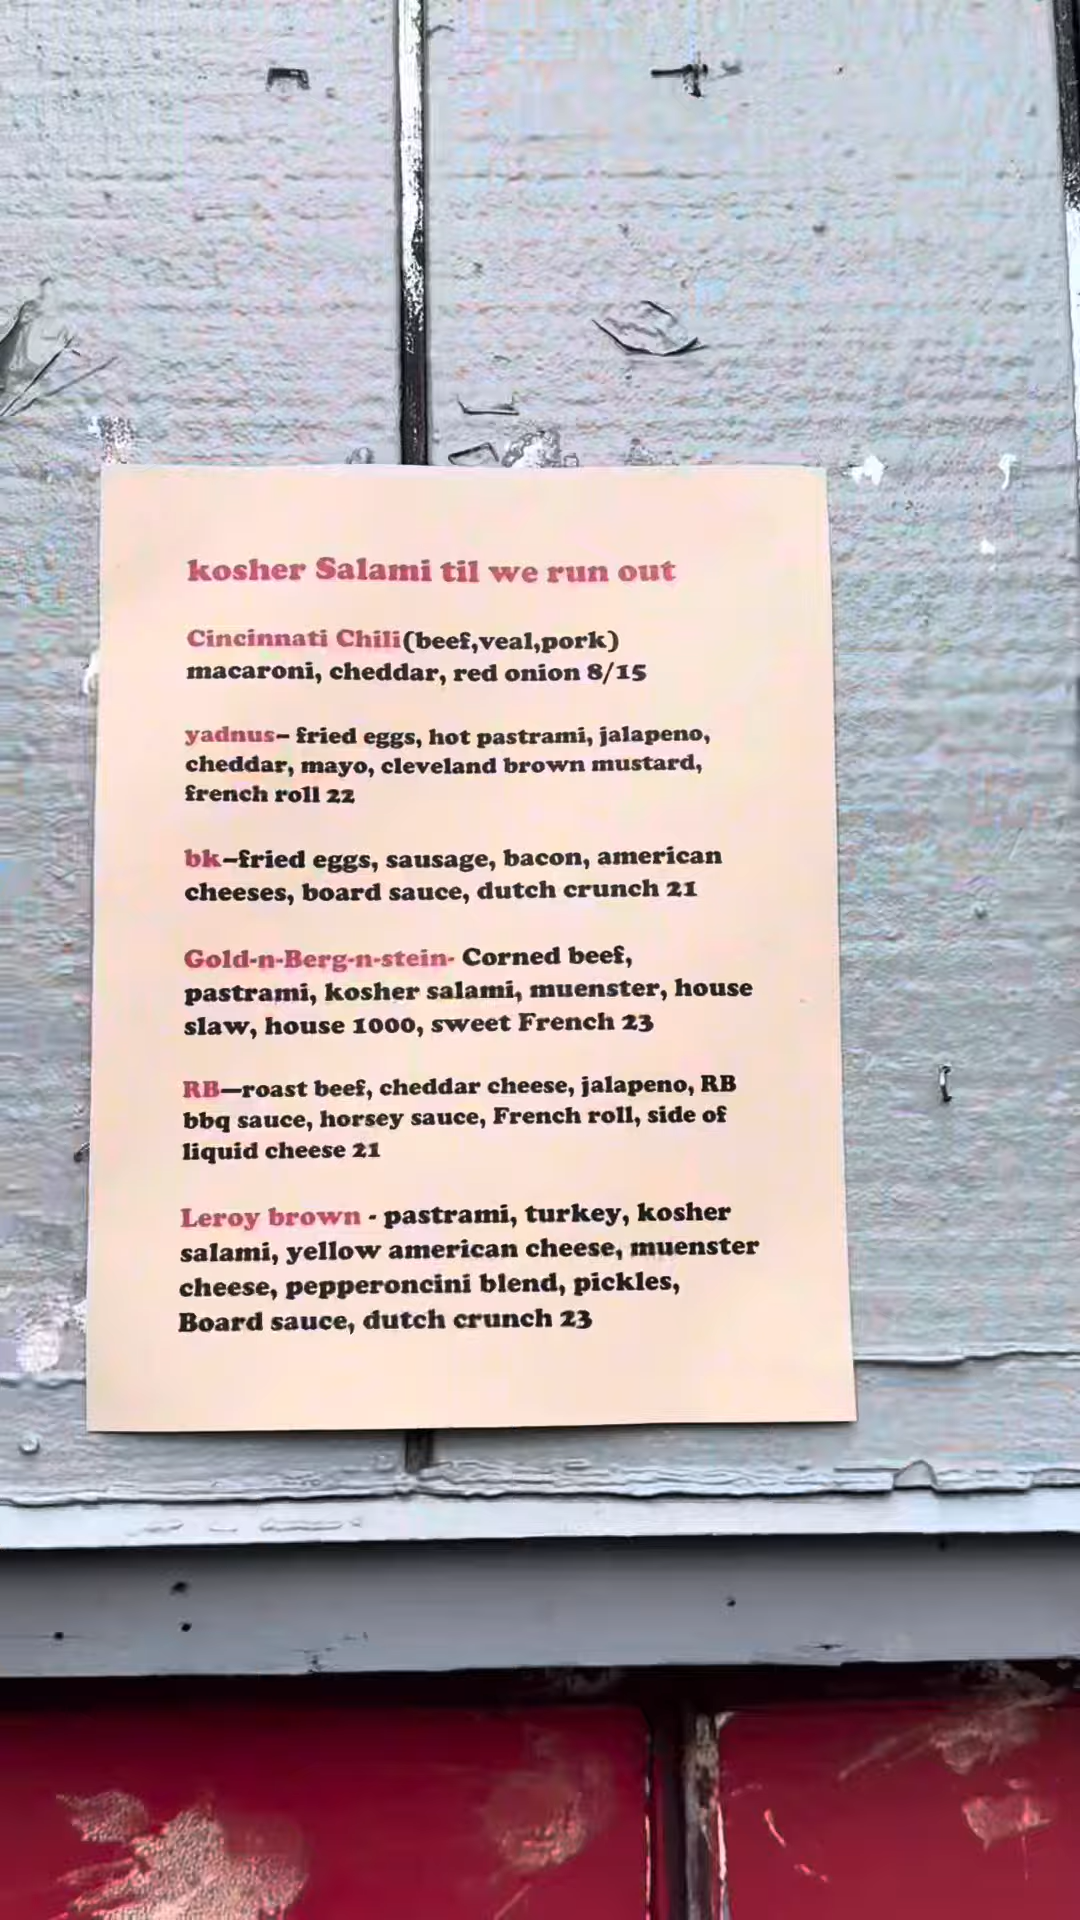 kosher Salami til we run out
Cincinnati Chili(beef,veal,pork)
macaroni, cheddar, red onion 8/15
yadnus– fried eggs, hot pastrami, jalapeno,
cheddar, mayo, cleveland brown mustard,
french roll 22
bk–fried eggs, sausage, bacon, american
cheeses, board sauce, dutch crunch 21
Gold-n-Berg-n-stein- Corned beef,
pastrami, kosher salami, muenster, house
slaw, house 1000, sweet French 23
RB—roast beef, cheddar cheese, jalapeno, RB
bbq sauce, horsey sauce, French roll, side of
liquid cheese 21
Leroy brown - pastrami, turkey, kosher
salami, yellow american cheese, muenster
cheese, pepperoncini blend, pickles,
Board sauce, dutch crunch 23